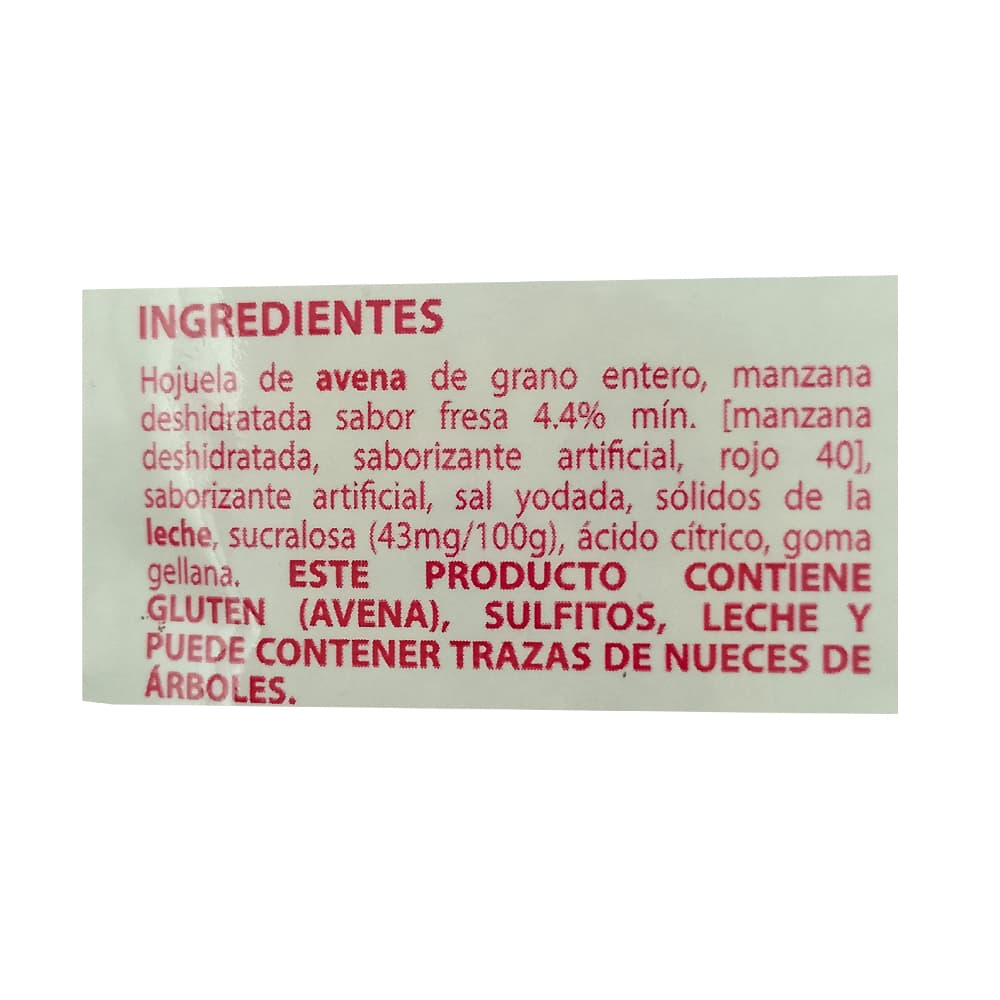 INGREDIENTES
Hojuela de avena de grano entero, manzana
deshidratada sabor fresa 4.4% mín. [manzana
deshidratada, saborizante artificial, rojo 40],
saborizante artificial, sal yodada, sólidos de la
leche, sucralosa (43mg/100g), ácido cítrico, goma
gellana. ESTE PRODUCTO CONTIENE
GLUTEN (AVENA), SULFITOS, LECHE Y
PUEDE CONTENER TRAZAS DE NUECES DE
ÁRBOLES.